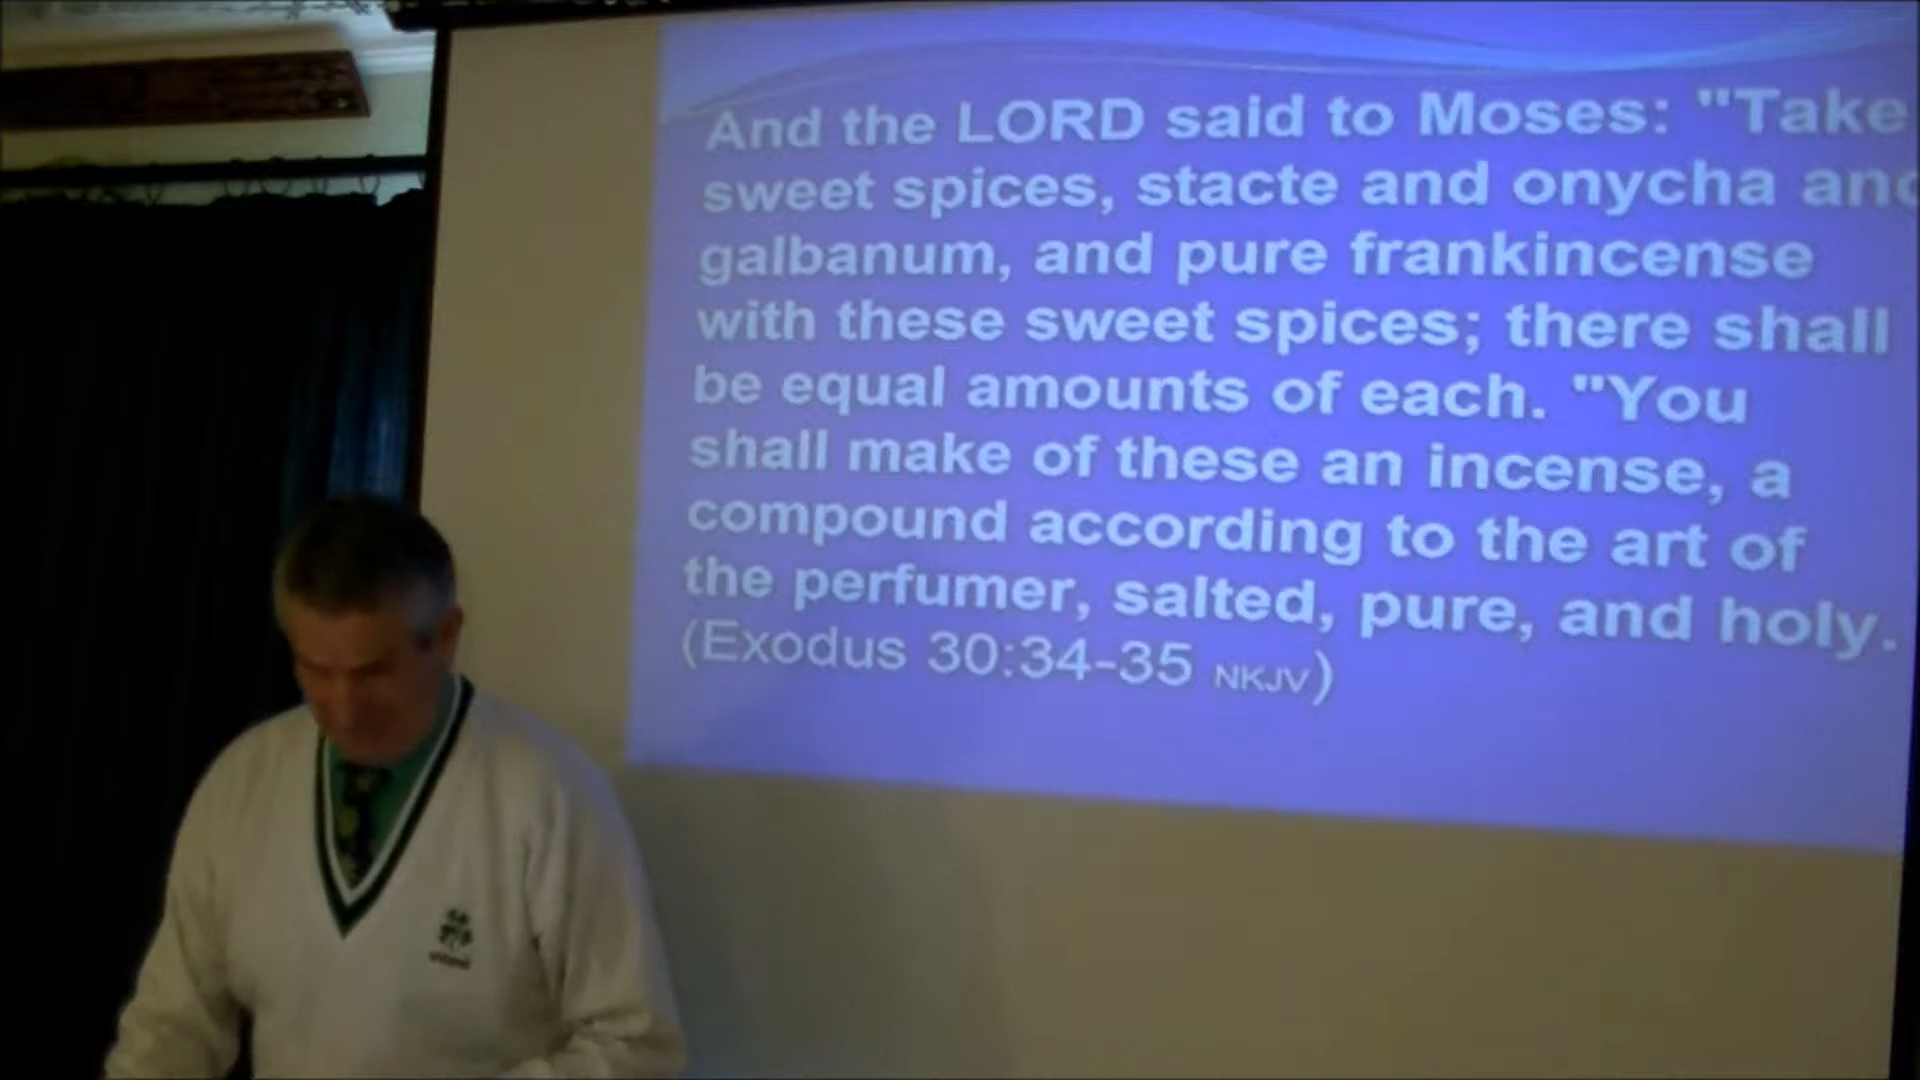 And the LORD said to Moses: "Take
sweet spices, stacte and onycha and
galbanum, and pure frankincense
with these sweet spices; there shall
be equal amounts of each. "You
shall make of these an incense, a
compound according to the art of
the perfumer, salted, pure, and holy.
(Exodus 30:34-35 NKJV)